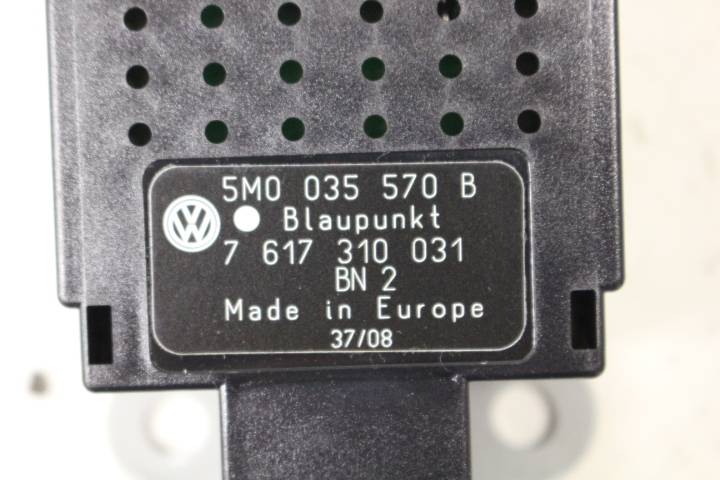 5M0 035 570 B
Blaupunkt
7 617 310 031
BN 2
Made in Europe
37/08